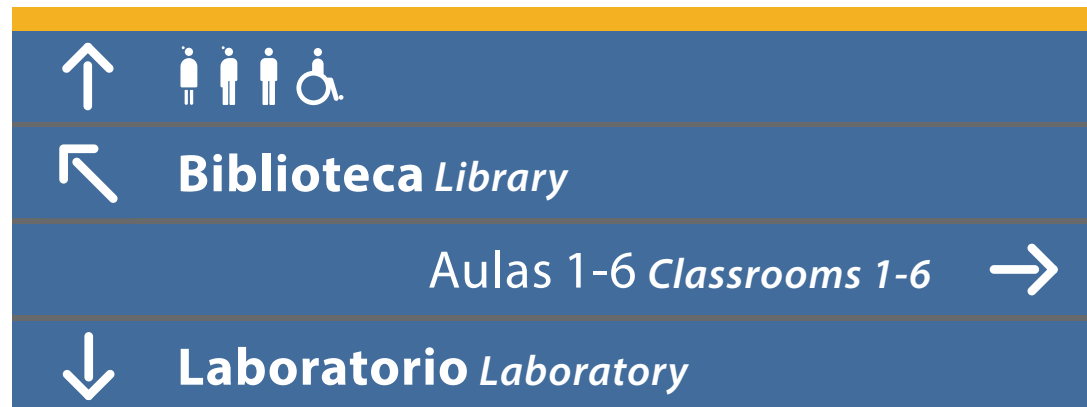 Biblioteca Library
Aulas 1-6 Classrooms 1-6
Laboratorio Laboratory